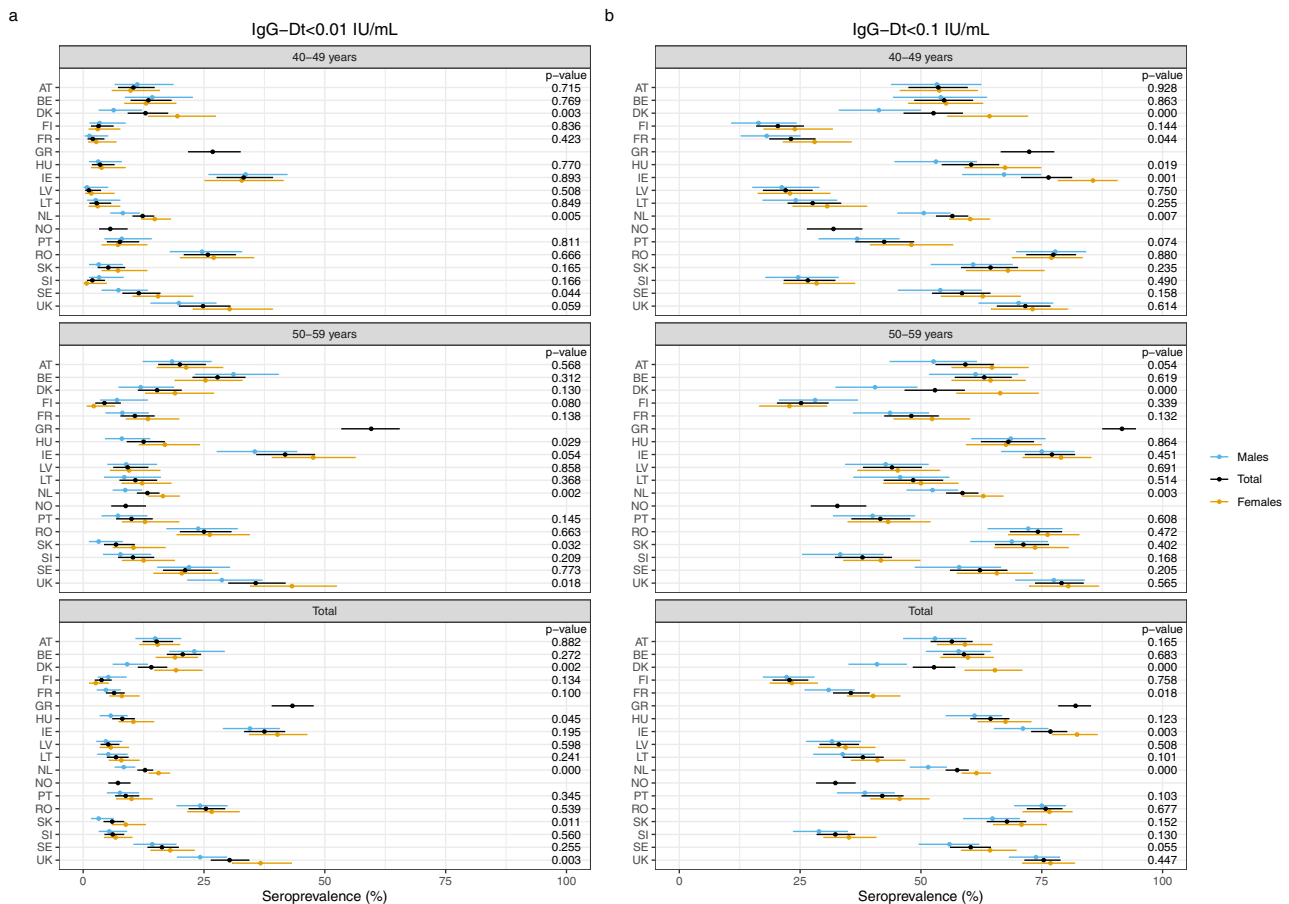 a
IgG−Dt<0.01 IU/mL
40−49 years
p-value
AT 0.715
BE 0.769
DK 0.003
FI 0.836
FR 0.423
GR
HU 0.770
IE 0.893
LV 0.508
LT 0.849
NL 0.005
NO
PT 0.811
RO 0.666
SK 0.165
SI 0.166
SE 0.044
UK 0.059
50−59 years
p-value
AT 0.568
BE 0.312
DK 0.130
FI 0.080
FR 0.138
GR
HU 0.029
IE 0.054
LV 0.858
LT 0.368
NL 0.002
NO
PT 0.145
RO 0.663
SK 0.032
SI 0.209
SE 0.773
UK 0.018
Total
p-value
AT 0.882
BE 0.272
DK 0.002
FI 0.134
FR 0.100
GR
HU 0.045
IE 0.195
LV 0.598
LT 0.241
NL 0.000
NO
PT 0.345
RO 0.539
SK 0.011
SI 0.560
SE 0.255
UK 0.003
0 25 50 75 100
Seroprevalence (%)
b
IgG−Dt<0.1 IU/mL
40−49 years
p-value
AT 0.928
BE 0.863
DK 0.000
FI 0.144
FR 0.044
GR
HU 0.019
IE 0.001
LV 0.750
LT 0.255
NL 0.007
NO
PT 0.074
RO 0.880
SK 0.235
SI 0.490
SE 0.158
UK 0.614
50−59 years
p-value
AT 0.054
BE 0.619
DK 0.000
FI 0.339
FR 0.132
GR
HU 0.864
IE 0.451
LV 0.691
LT 0.514
NL 0.003
NO
PT 0.608
RO 0.472
SK 0.402
SI 0.168
SE 0.205
UK 0.565
Total
p-value
AT 0.165
BE 0.683
DK 0.000
FI 0.758
FR 0.018
GR
HU 0.123
IE 0.003
LV 0.508
LT 0.101
NL 0.000
NO
PT 0.103
RO 0.677
SK 0.152
SI 0.130
SE 0.055
UK 0.447
0 25 50 75 100
Seroprevalence (%)
Males
Total
Females